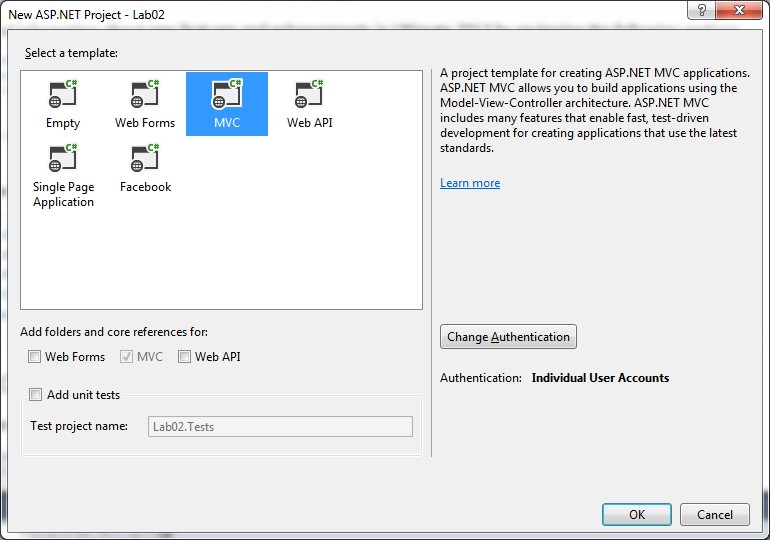 New ASP.NET Project - Lab02
Select a template:
C# C# C# C#
Empty Web Forms MVC Web API
C# C#
Single Page
Application
Facebook
A project template for creating ASP.NET MVC applications.
ASP.NET MVC allows you to build applications using the
Model-View-Controller architecture. ASP.NET MVC
includes many features that enable fast, test-driven
development for creating applications that use the latest
standards.
Learn more
Add folders and core references for:
Web Forms MVC Web API
Add unit tests
Test project name: Lab02.Tests
Change Authentication
Authentication: Individual User Accounts
OK Cancel